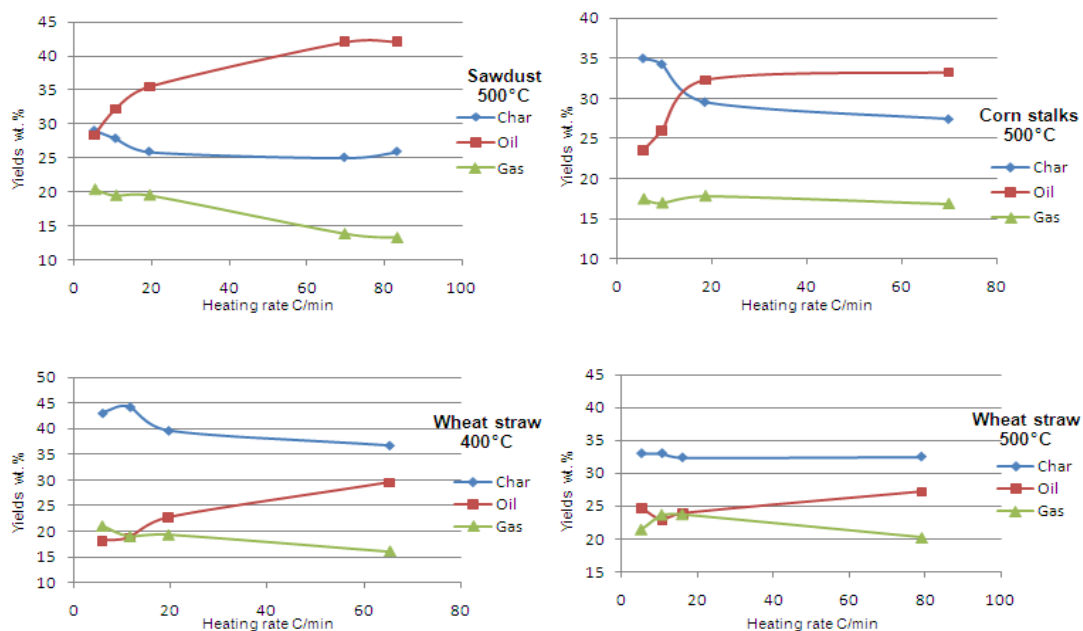 45
40
35
30
25
20
15
10
Yields wt.%
0
20
40
60
80
100
Heating rate C/min
Sawdust
500°C
Char
Oil
Gas
40
35
30
25
20
15
10
Yields wt.%
0
20
40
60
80
Heating rate C/min
Corn stalks
500°C
Char
Oil
Gas
50
45
40
35
30
25
20
15
10
Yields wt.%
0
20
40
60
80
Heating rate C/min
Wheat straw
400°C
Char
Oil
Gas
45
40
35
30
25
20
15
Yields wt.%
0
20
40
60
80
100
Heating rate C/min
Wheat straw
500°C
Char
Oil
Gas